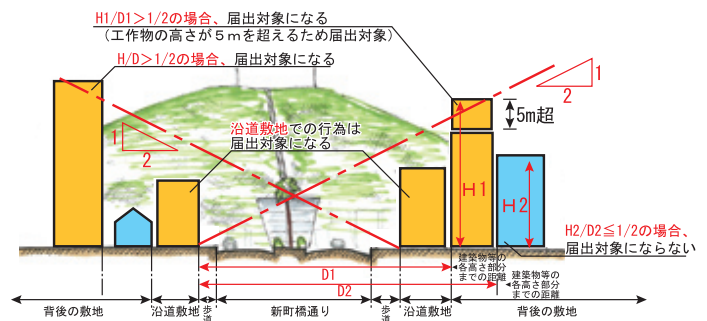 H1/D1>1/2の場合、届出対象になる
（工作物の高さが５ｍを超えるため届出対象）
H/D>1/2の場合、届出対象になる
1
2
5m超
1
2
沿道敷地での行為は
届出対象になる
H1
H2
H2/D2≦1/2の場合、
届出対象にならない
D1
建築物等の
各高さ部分
までの距離
D2
建築物等の
各高さ部分
までの距離
背後の敷地
沿道敷地
歩道
新町橋通り
歩道
沿道敷地
背後の敷地